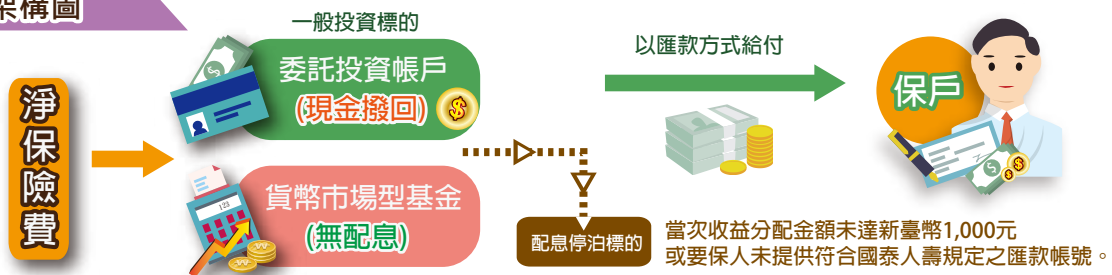 架構圖
一般投資標的
委託投資帳戶
(現金撥回)
以匯款方式給付
保戶
淨保險費
貨幣市場型基金
(無配息)
配息停泊標的
當次收益分配金額未達新臺幣1,000元
或要保人未提供符合國泰人壽規定之匯款帳號。
123